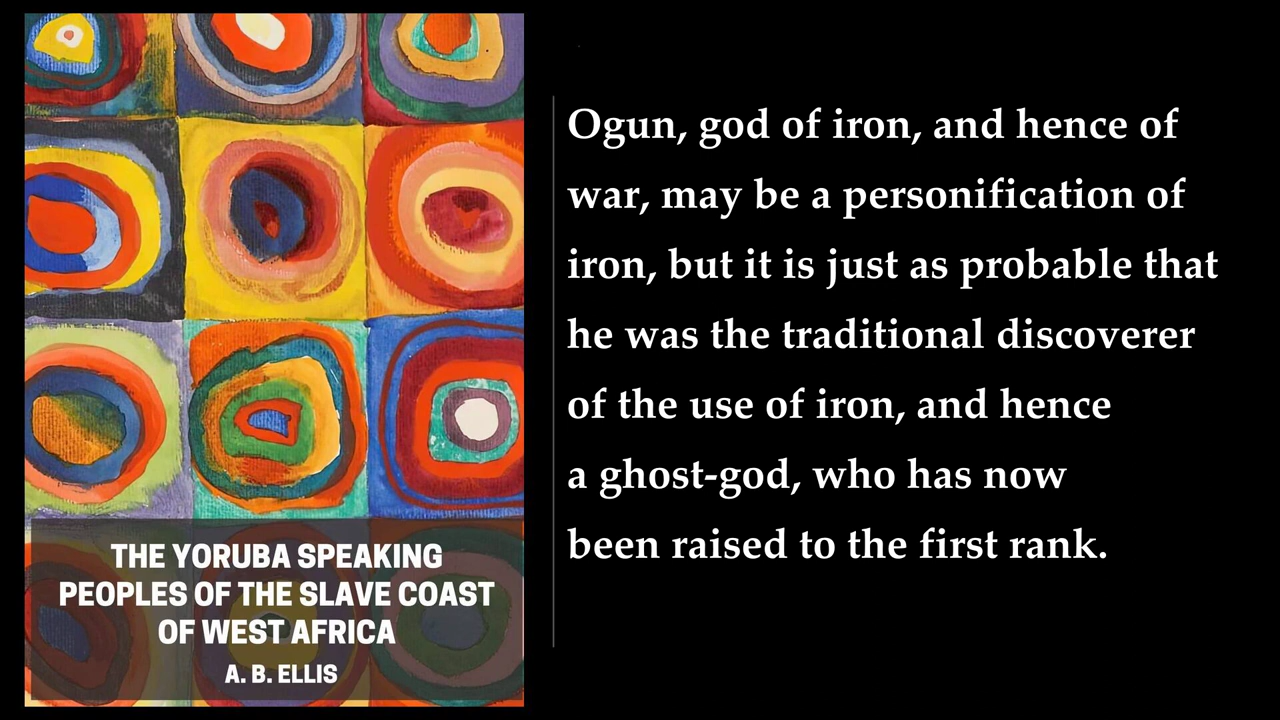 THE YORUBA SPEAKING
PEOPLES OF THE SLAVE COAST
OF WEST AFRICA
A. B. ELLIS
Ogun, god of iron, and hence of
war, may be a personification of
iron, but it is just as probable that
he was the traditional discoverer
of the use of iron, and hence
a ghost-god, who has now
been raised to the first rank.